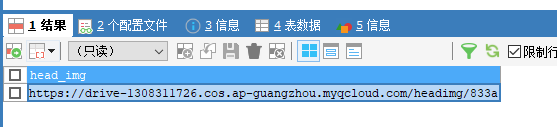 1 结果 2 个配置文件 3 信息 4 表数据 5 信息
（只读） 限制行
head_img
https://drive-1308311726.cos.ap-guangzhou.myqcloud.com/headimg/833a